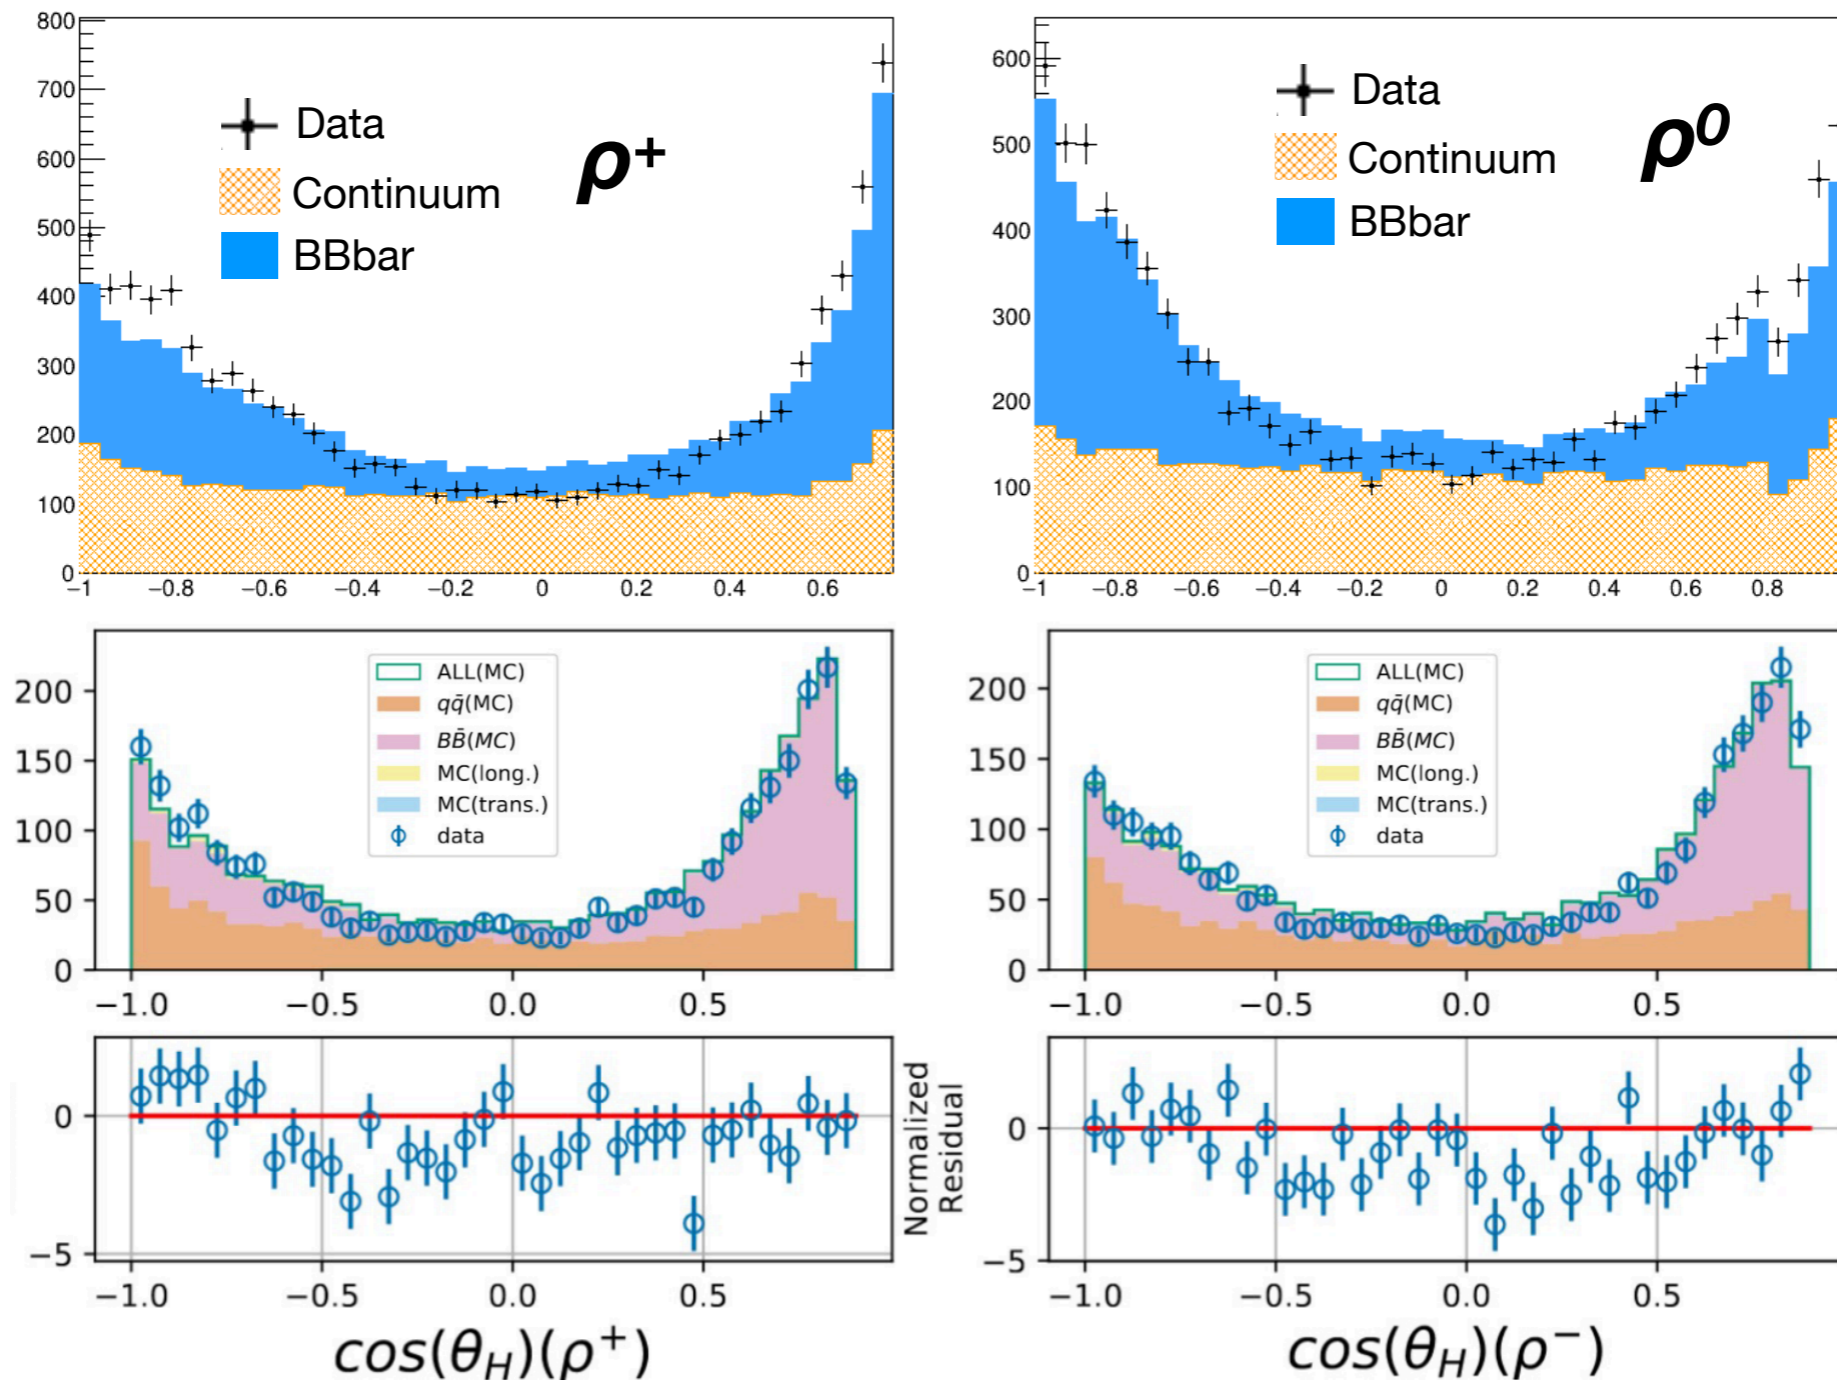 800
700
600
500
400
300
200
100
0
−1 −0.8 −0.6 −0.4 −0.2 0 0.2 0.4 0.6
Data
Continuum
BBbar
ρ⁺
600
500
400
300
200
100
0
−1 −0.8 −0.6 −0.4 −0.2 0 0.2 0.4 0.6 0.8
Data
Continuum
BBbar
ρ⁰
200
150
100
50
0
−1.0 −0.5 0.0 0.5
ALL(MC)
qq̄(MC)
BB̄(MC)
MC(long.)
MC(trans.)
data
200
150
100
50
0
−1.0 −0.5 0.0 0.5
ALL(MC)
qq̄(MC)
BB̄(MC)
MC(long.)
MC(trans.)
data
0
−5
−1.0 −0.5 0.0 0.5
cos(θ_H)(ρ⁺)
Normalized
Residual
0
−5
−1.0 −0.5 0.0 0.5
cos(θ_H)(ρ⁻)